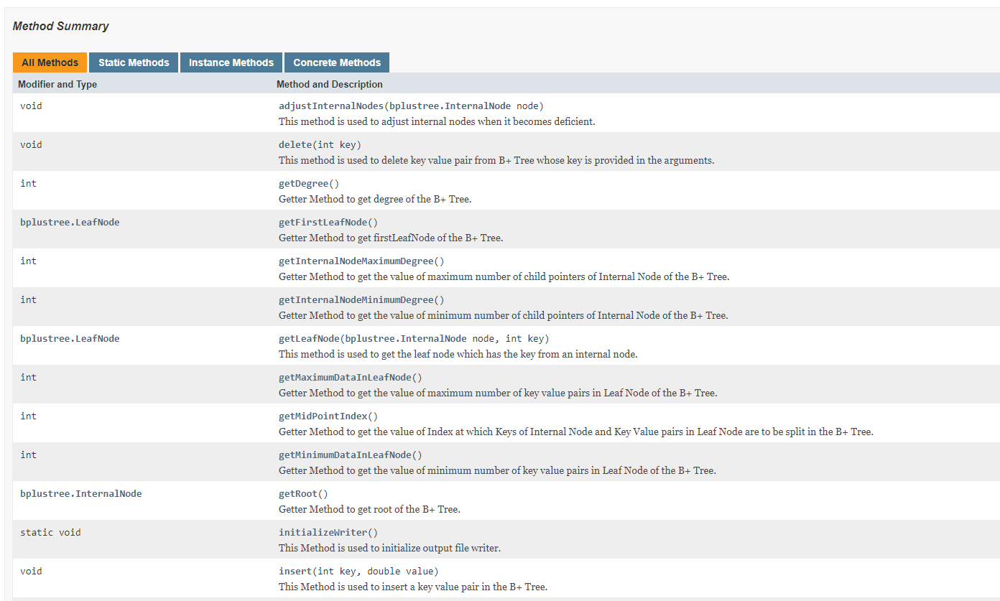 Method Summary
All Methods Static Methods Instance Methods Concrete Methods
Modifier and Type Method and Description
void adjustInternalNodes(bplustree.InternalNode node)
This method is used to adjust internal nodes when it becomes deficient.
void delete(int key)
This method is used to delete key value pair from B+ Tree whose key is provided in the arguments.
int getDegree()
Getter Method to get degree of the B+ Tree.
bplustree.LeafNode getFirstLeafNode()
Getter Method to get firstLeafNode of the B+ Tree.
int getInternalNodeMaximumDegree()
Getter Method to get the value of maximum number of child pointers of Internal Node of the B+ Tree.
int getInternalNodeMinimumDegree()
Getter Method to get the value of minimum number of child pointers of Internal Node of the B+ Tree.
bplustree.LeafNode getLeafNode(bplustree.InternalNode node, int key)
This method is used to get the leaf node which has the key from an internal node.
int getMaximumDataInLeafNode()
Getter Method to get the value of maximum number of key value pairs in Leaf Node of the B+ Tree.
int getMidPointIndex()
Getter Method to get the value of Index at which Keys of Internal Node and Key Value pairs in Leaf Node are to be split in the B+ Tree.
int getMinimumDataInLeafNode()
Getter Method to get the value of minimum number of key value pairs in Leaf Node of the B+ Tree.
bplustree.InternalNode getRoot()
Getter Method to get root of the B+ Tree.
static void initializeWriter()
This Method is used to initialize output file writer.
void insert(int key, double value)
This Method is used to insert a key value pair in the B+ Tree.